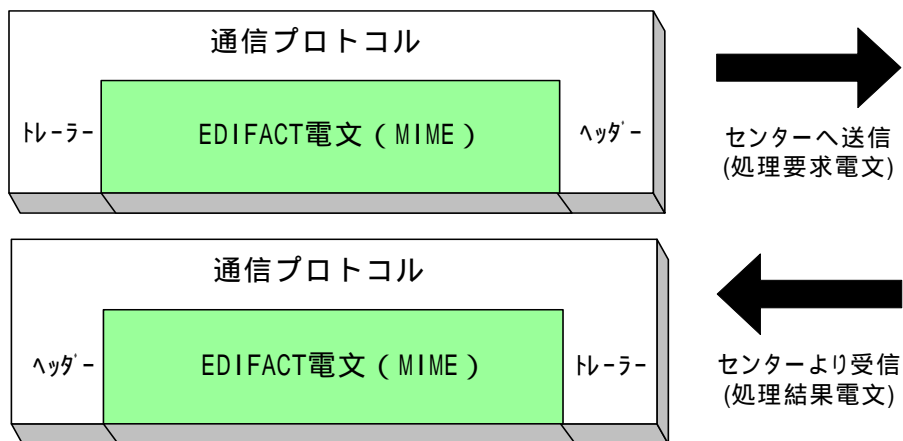 通信プロトコル
ﾄﾚｰﾗｰ EDIFACT電文（MIME） ﾍｯﾀﾞｰ
センターへ送信
(処理要求電文)
通信プロトコル
ﾍｯﾀﾞｰ EDIFACT電文（MIME） ﾄﾚｰﾗｰ
センターより受信
(処理結果電文)